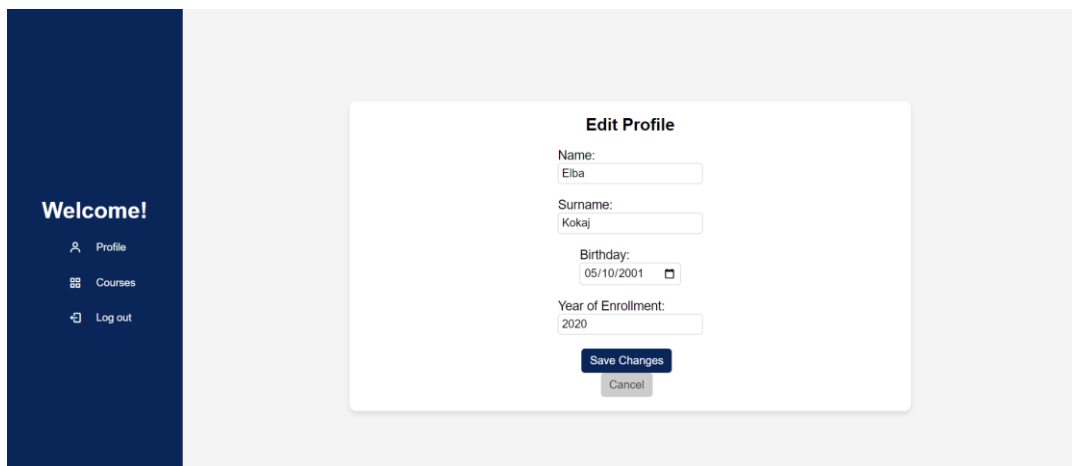 Welcome!
Profile
Courses
Log out
Edit Profile
Name:
Elba
Surname:
Kokaj
Birthday:
05/10/2001
Year of Enrollment:
2020
Save Changes
Cancel